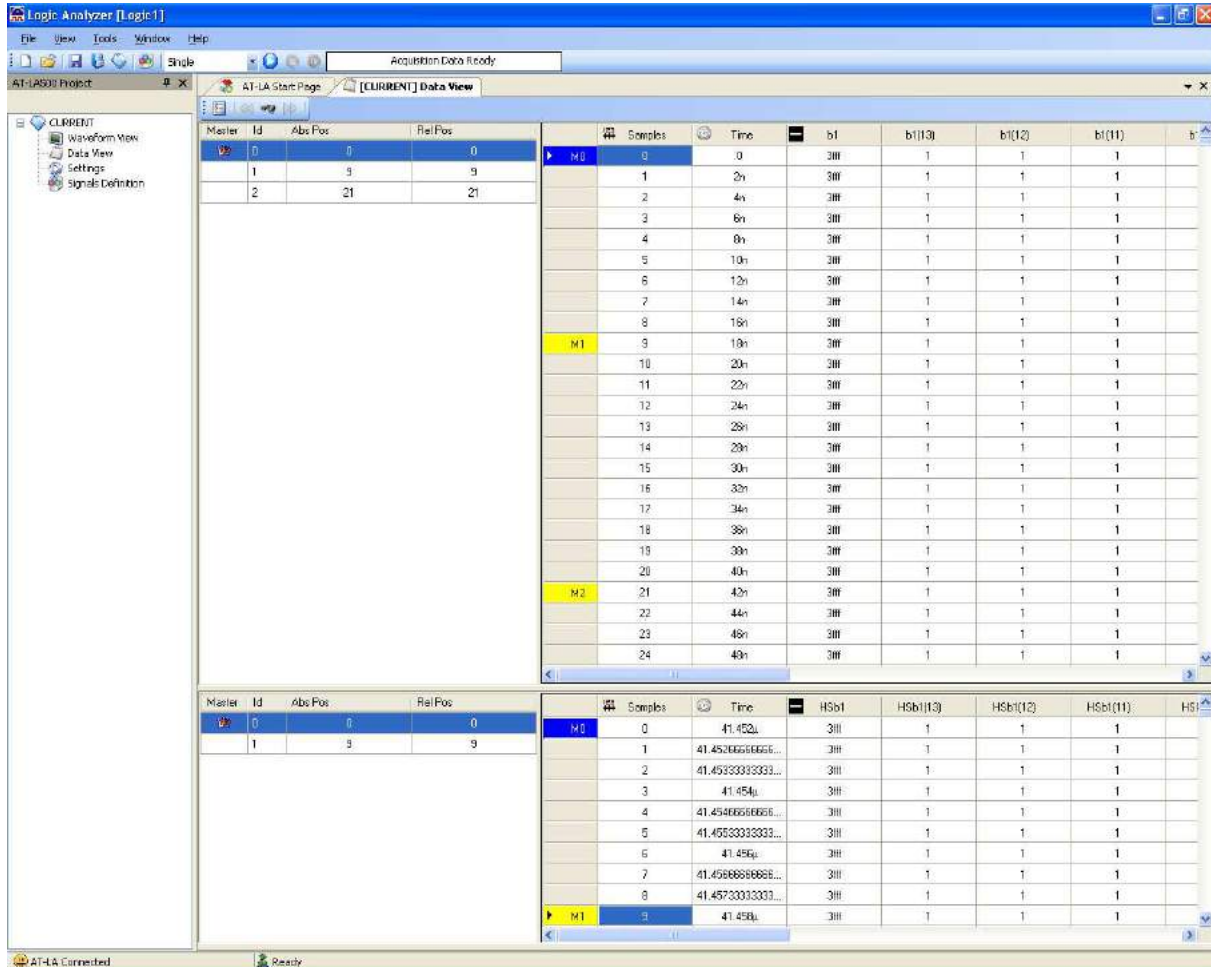 Logic Analyzer [Logic1]
File View Tools Window Help
Single
Acquisition Data Ready
AT-LA500 Project
AT-LA Start Page
[CURRENT] Data View
CURRENT
Waveform View
Data View
Settings
Signals Definition
Master Id Abs Pos Rel Pos
0 0 0
1 9 9
2 21 21
Samples Time b1 b1(13) b1(12) b1(11) b
M0 0 0 3fff 1 1 1
1 2n 3fff 1 1 1
2 4n 3fff 1 1 1
3 6n 3fff 1 1 1
4 8n 3fff 1 1 1
5 10n 3fff 1 1 1
6 12n 3fff 1 1 1
7 14n 3fff 1 1 1
8 16n 3fff 1 1 1
M1 9 18n 3fff 1 1 1
10 20n 3fff 1 1 1
11 22n 3fff 1 1 1
12 24n 3fff 1 1 1
13 26n 3fff 1 1 1
14 28n 3fff 1 1 1
15 30n 3fff 1 1 1
16 32n 3fff 1 1 1
17 34n 3fff 1 1 1
18 36n 3fff 1 1 1
19 38n 3fff 1 1 1
20 40n 3fff 1 1 1
M2 21 42n 3fff 1 1 1
22 44n 3fff 1 1 1
23 46n 3fff 1 1 1
24 48n 3fff 1 1 1
Master Id Abs Pos Rel Pos
0 0 0
1 9 9
Samples Time HSb1 HSb1(13) HSb1(12) HSb1(11) HS
M0 0 41.452µ 3fff 1 1 1
1 41.45266666666... 3fff 1 1 1
2 41.45333333333... 3fff 1 1 1
3 41.454µ 3fff 1 1 1
4 41.45466666666... 3fff 1 1 1
5 41.45533333333... 3fff 1 1 1
6 41.456µ 3fff 1 1 1
7 41.45666666666... 3fff 1 1 1
8 41.45733333333... 3fff 1 1 1
M1 9 41.458µ 3fff 1 1 1
AT-LA Connected
Ready